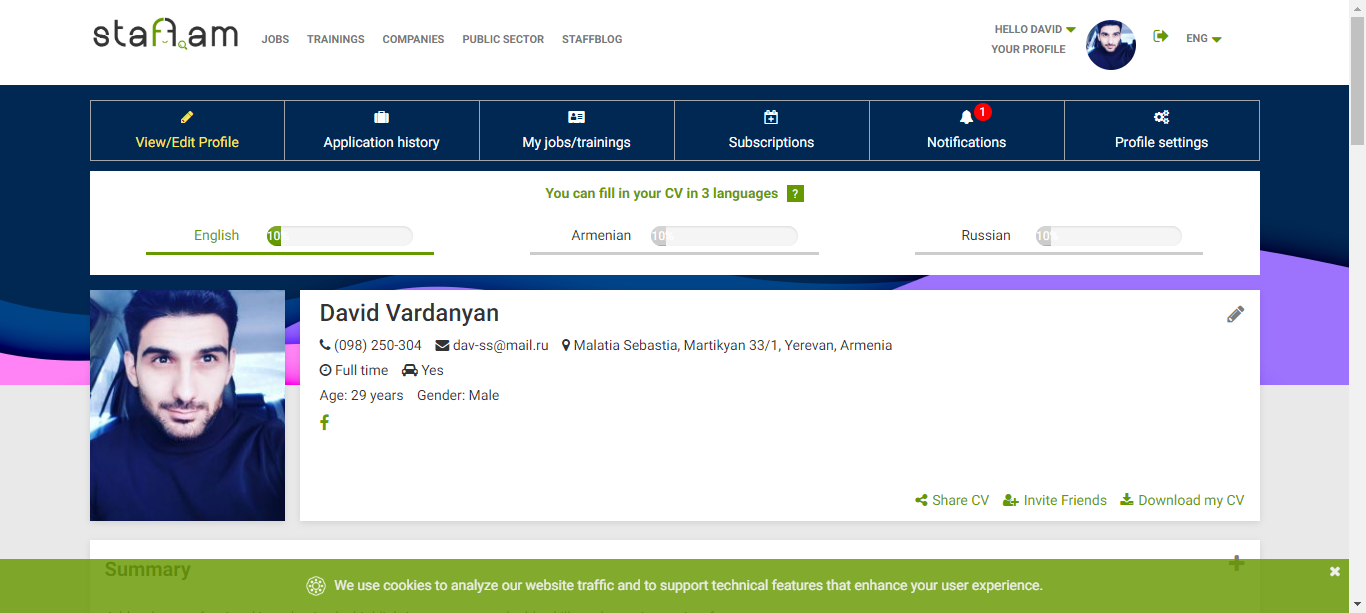 staff.am
JOBS TRAININGS COMPANIES PUBLIC SECTOR STAFFBLOG
HELLO DAVID
YOUR PROFILE
ENG
View/Edit Profile
Application history
My jobs/trainings
Subscriptions
1
Notifications
Profile settings
You can fill in your CV in 3 languages ?
English 10%
Armenian 10%
Russian 10%
David Vardanyan
(098) 250-304 dav-ss@mail.ru Malatia Sebastia, Martikyan 33/1, Yerevan, Armenia
Full time Yes
Age: 29 years Gender: Male
Share CV Invite Friends Download my CV
Summary
We use cookies to analyze our website traffic and to support technical features that enhance your user experience.